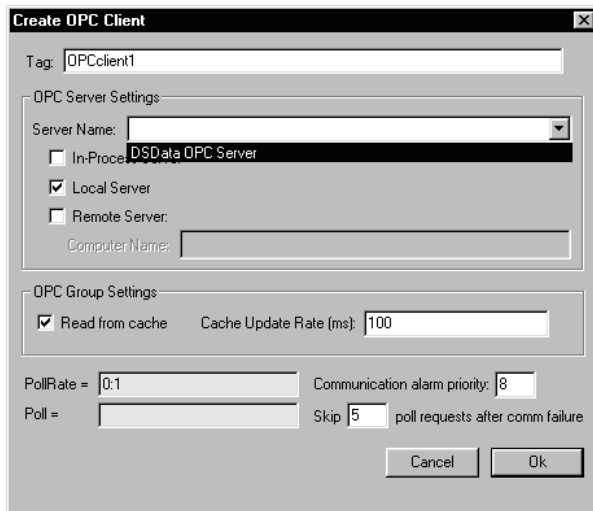 Create OPC Client
Tag: OPCclient1
OPC Server Settings
Server Name:
DSData OPC Server
In-Process
Local Server
Remote Server:
Computer Name:
OPC Group Settings
Read from cache Cache Update Rate (ms): 100
PollRate = 0:1 Communication alarm priority: 8
Poll = Skip 5 poll requests after comm failure
Cancel Ok